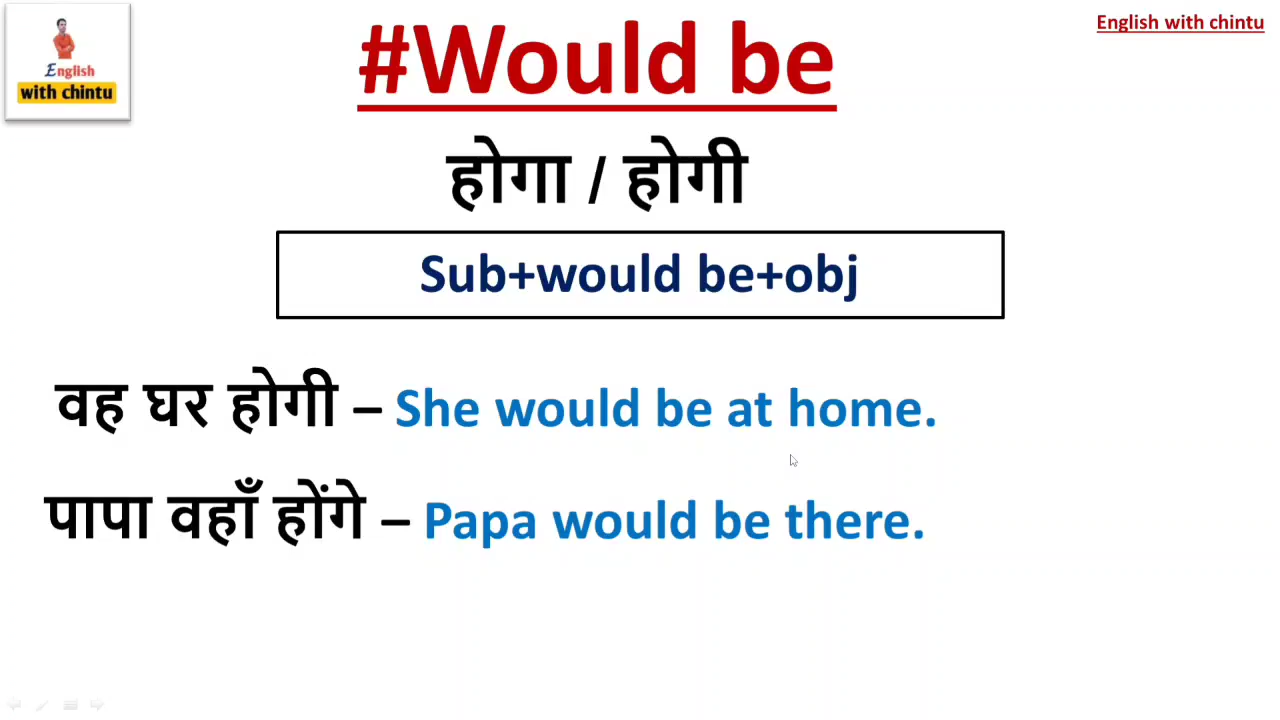 English with chintu
English
with chintu
#Would be
होगा / होगी
Sub+would be+obj
वह घर होगी – She would be at home.
पापा वहाँ होंगे – Papa would be there.